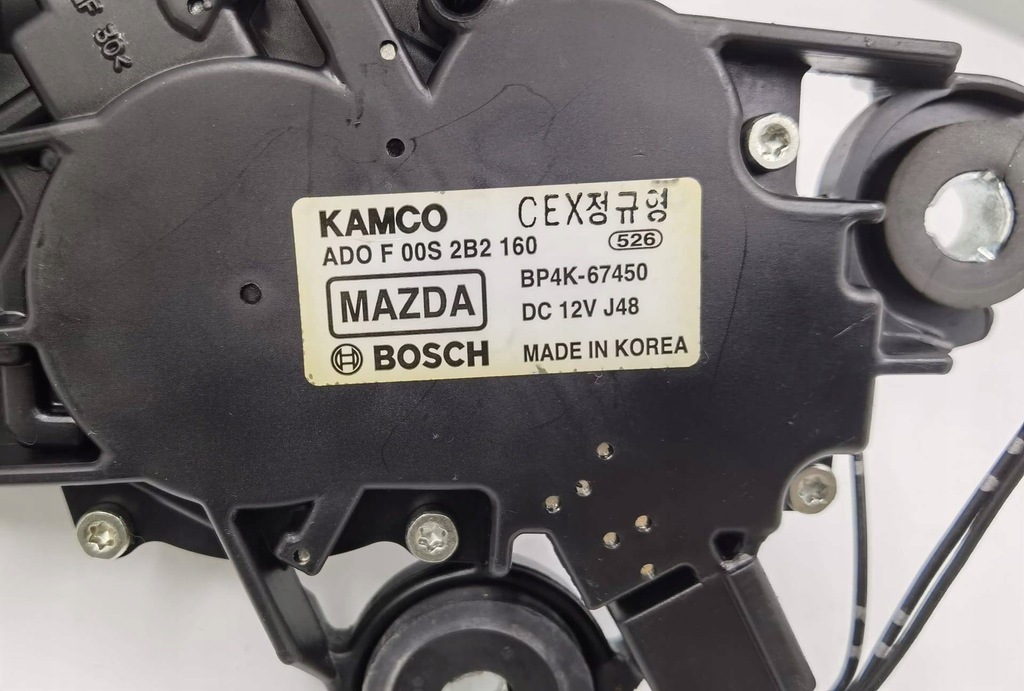 KAMCO CEX정규영
ADO F 00S 2B2 160 526
MAZDA BP4K-67450
DC 12V J48
BOSCH MADE IN KOREA